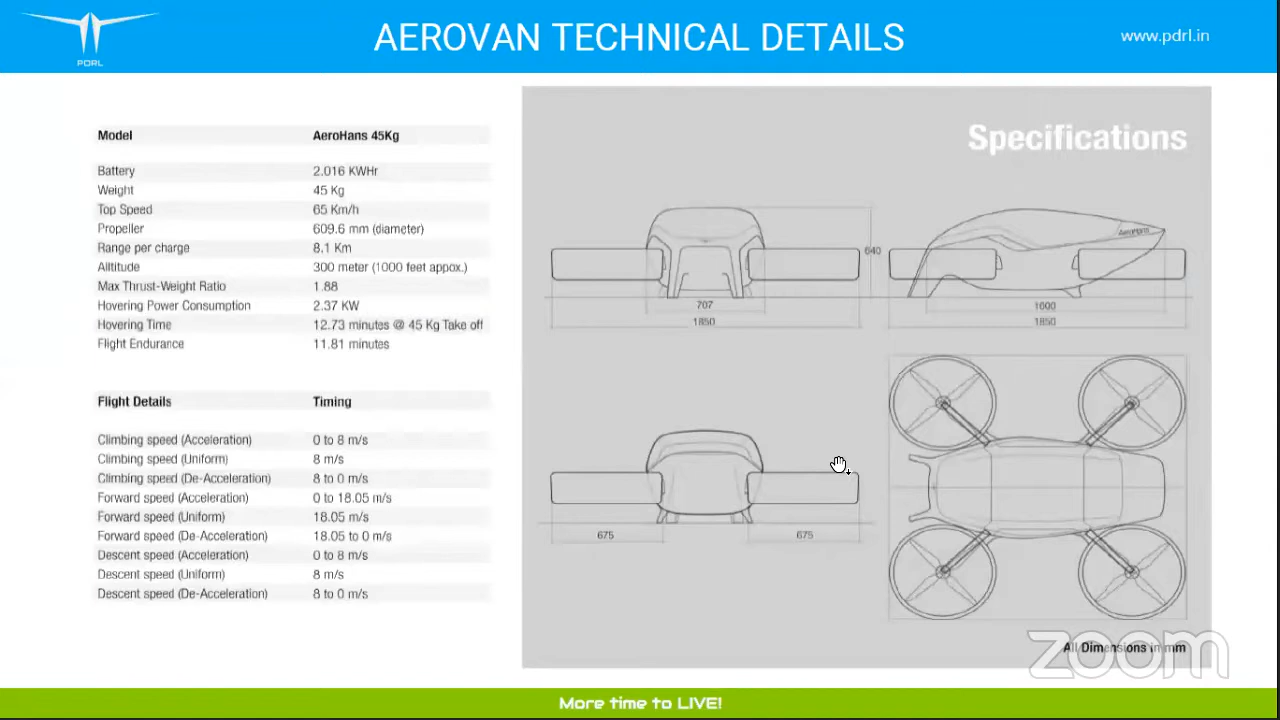 PDRL
AEROVAN TECHNICAL DETAILS
www.pdrl.in
Model AeroHans 45Kg
Battery 2.016 KWHr
Weight 45 Kg
Top Speed 65 Km/h
Propeller 609.6 mm (diameter)
Range per charge 8.1 Km
Altitude 300 meter (1000 feet appox.)
Max Thrust-Weight Ratio 1.88
Hovering Power Consumption 2.37 KW
Hovering Time 12.73 minutes @ 45 Kg Take off
Flight Endurance 11.81 minutes
Flight Details Timing
Climbing speed (Acceleration) 0 to 8 m/s
Climbing speed (Uniform) 8 m/s
Climbing speed (De-Acceleration) 8 to 0 m/s
Forward speed (Acceleration) 0 to 18.05 m/s
Forward speed (Uniform) 18.05 m/s
Forward speed (De-Acceleration) 18.05 to 0 m/s
Descent speed (Acceleration) 0 to 8 m/s
Descent speed (Uniform) 8 m/s
Descent speed (De-Acceleration) 8 to 0 m/s
Specifications
AeroHans
640
707
1850
1600
1850
675
675
All Dimensions in mm
zoom
More time to LIVE!